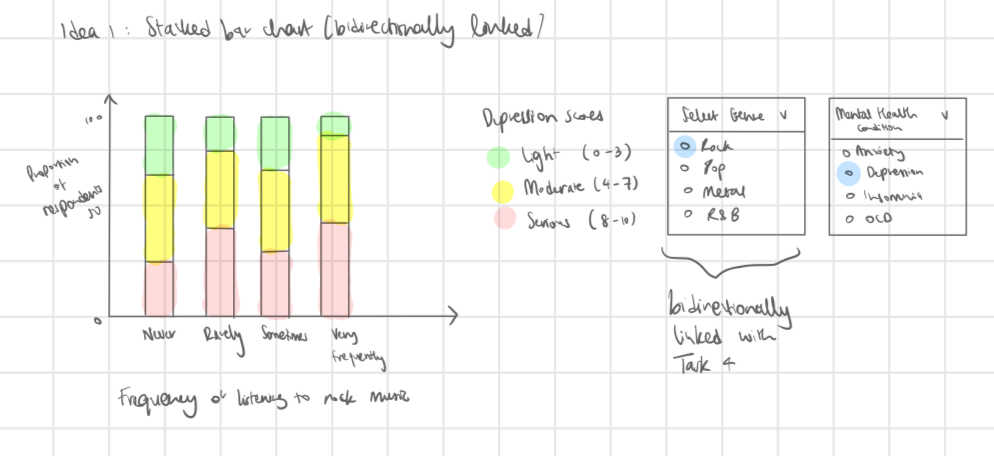 Idea 1: Stacked bar chart (bidirectionally linked)
100
Proportion
of
respondents
50
0
Never
Rarely
Sometimes
Very
frequently
Frequency of listening to rock music
Depression scores
Light (0-3)
Moderate (4-7)
Serious (8-10)
Select Genre v
Rock
Pop
Metal
R&B
bidirectionally
linked with
Task 4
Mental Health
Condition v
Anxiety
Depression
Insomnia
OCD